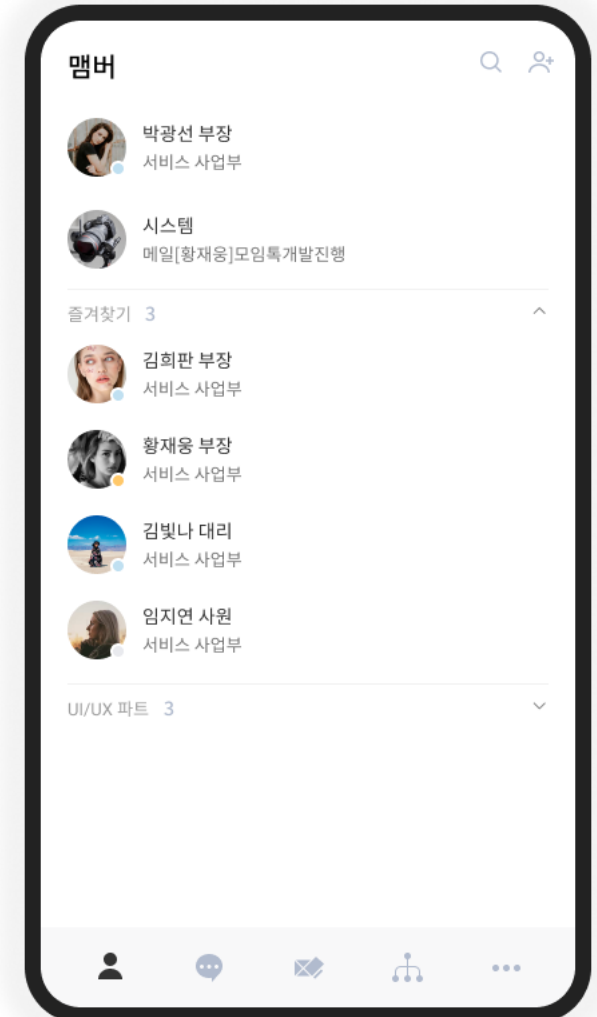 맴버
박광선 부장
서비스 사업부
시스템
메일[황재웅]모임톡개발진행
즐겨찾기 3
김희판 부장
서비스 사업부
황재웅 부장
서비스 사업부
김빛나 대리
서비스 사업부
임지연 사원
서비스 사업부
UI/UX 파트 3